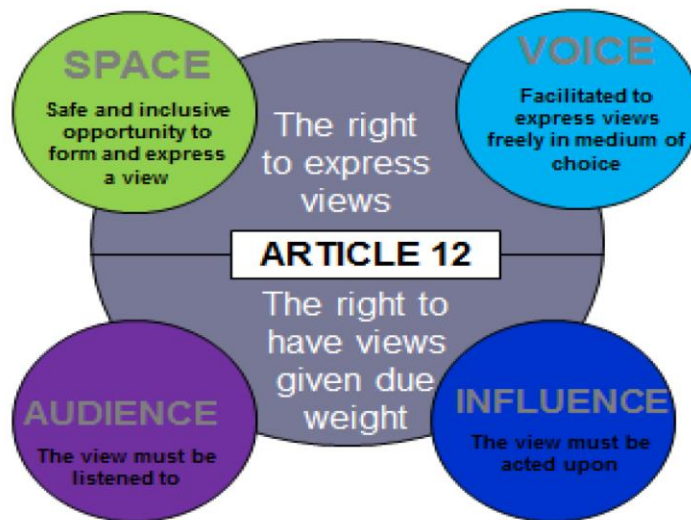 SPACE
Safe and inclusive
opportunity to
form and express
a view
VOICE
Facilitated to
express views
freely in medium of
choice
The right
to express
views
ARTICLE 12
The right to
have views
given due
weight
AUDIENCE
The view must be
listened to
INFLUENCE
The view must be
acted upon